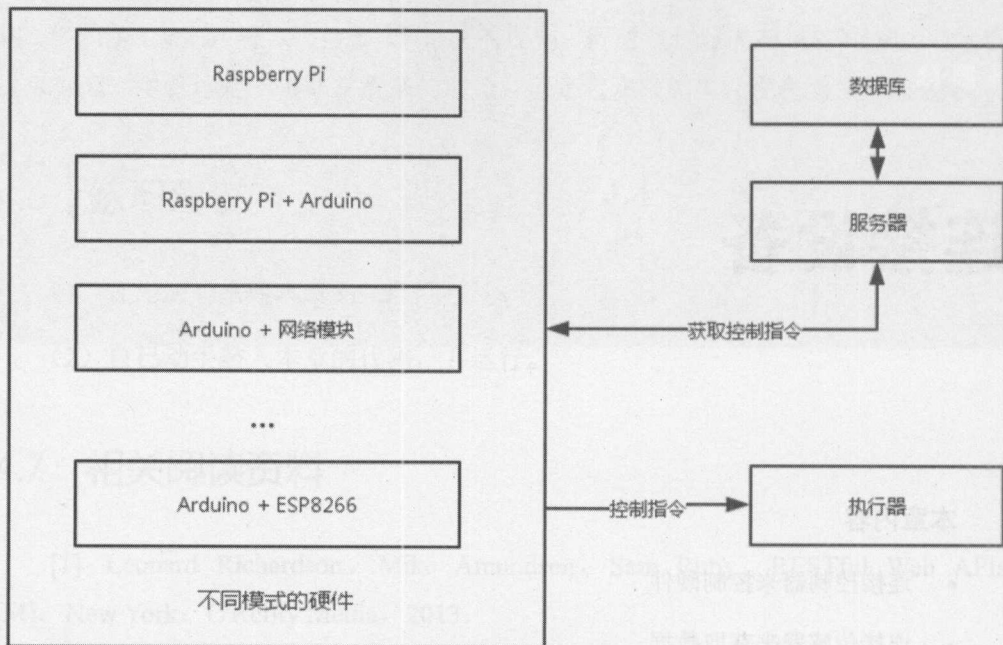 Raspberry Pi
Raspberry Pi + Arduino
Arduino + 网络模块
...
Arduino + ESP8266
不同模式的硬件
数据库
服务器
获取控制指令
控制指令
执行器